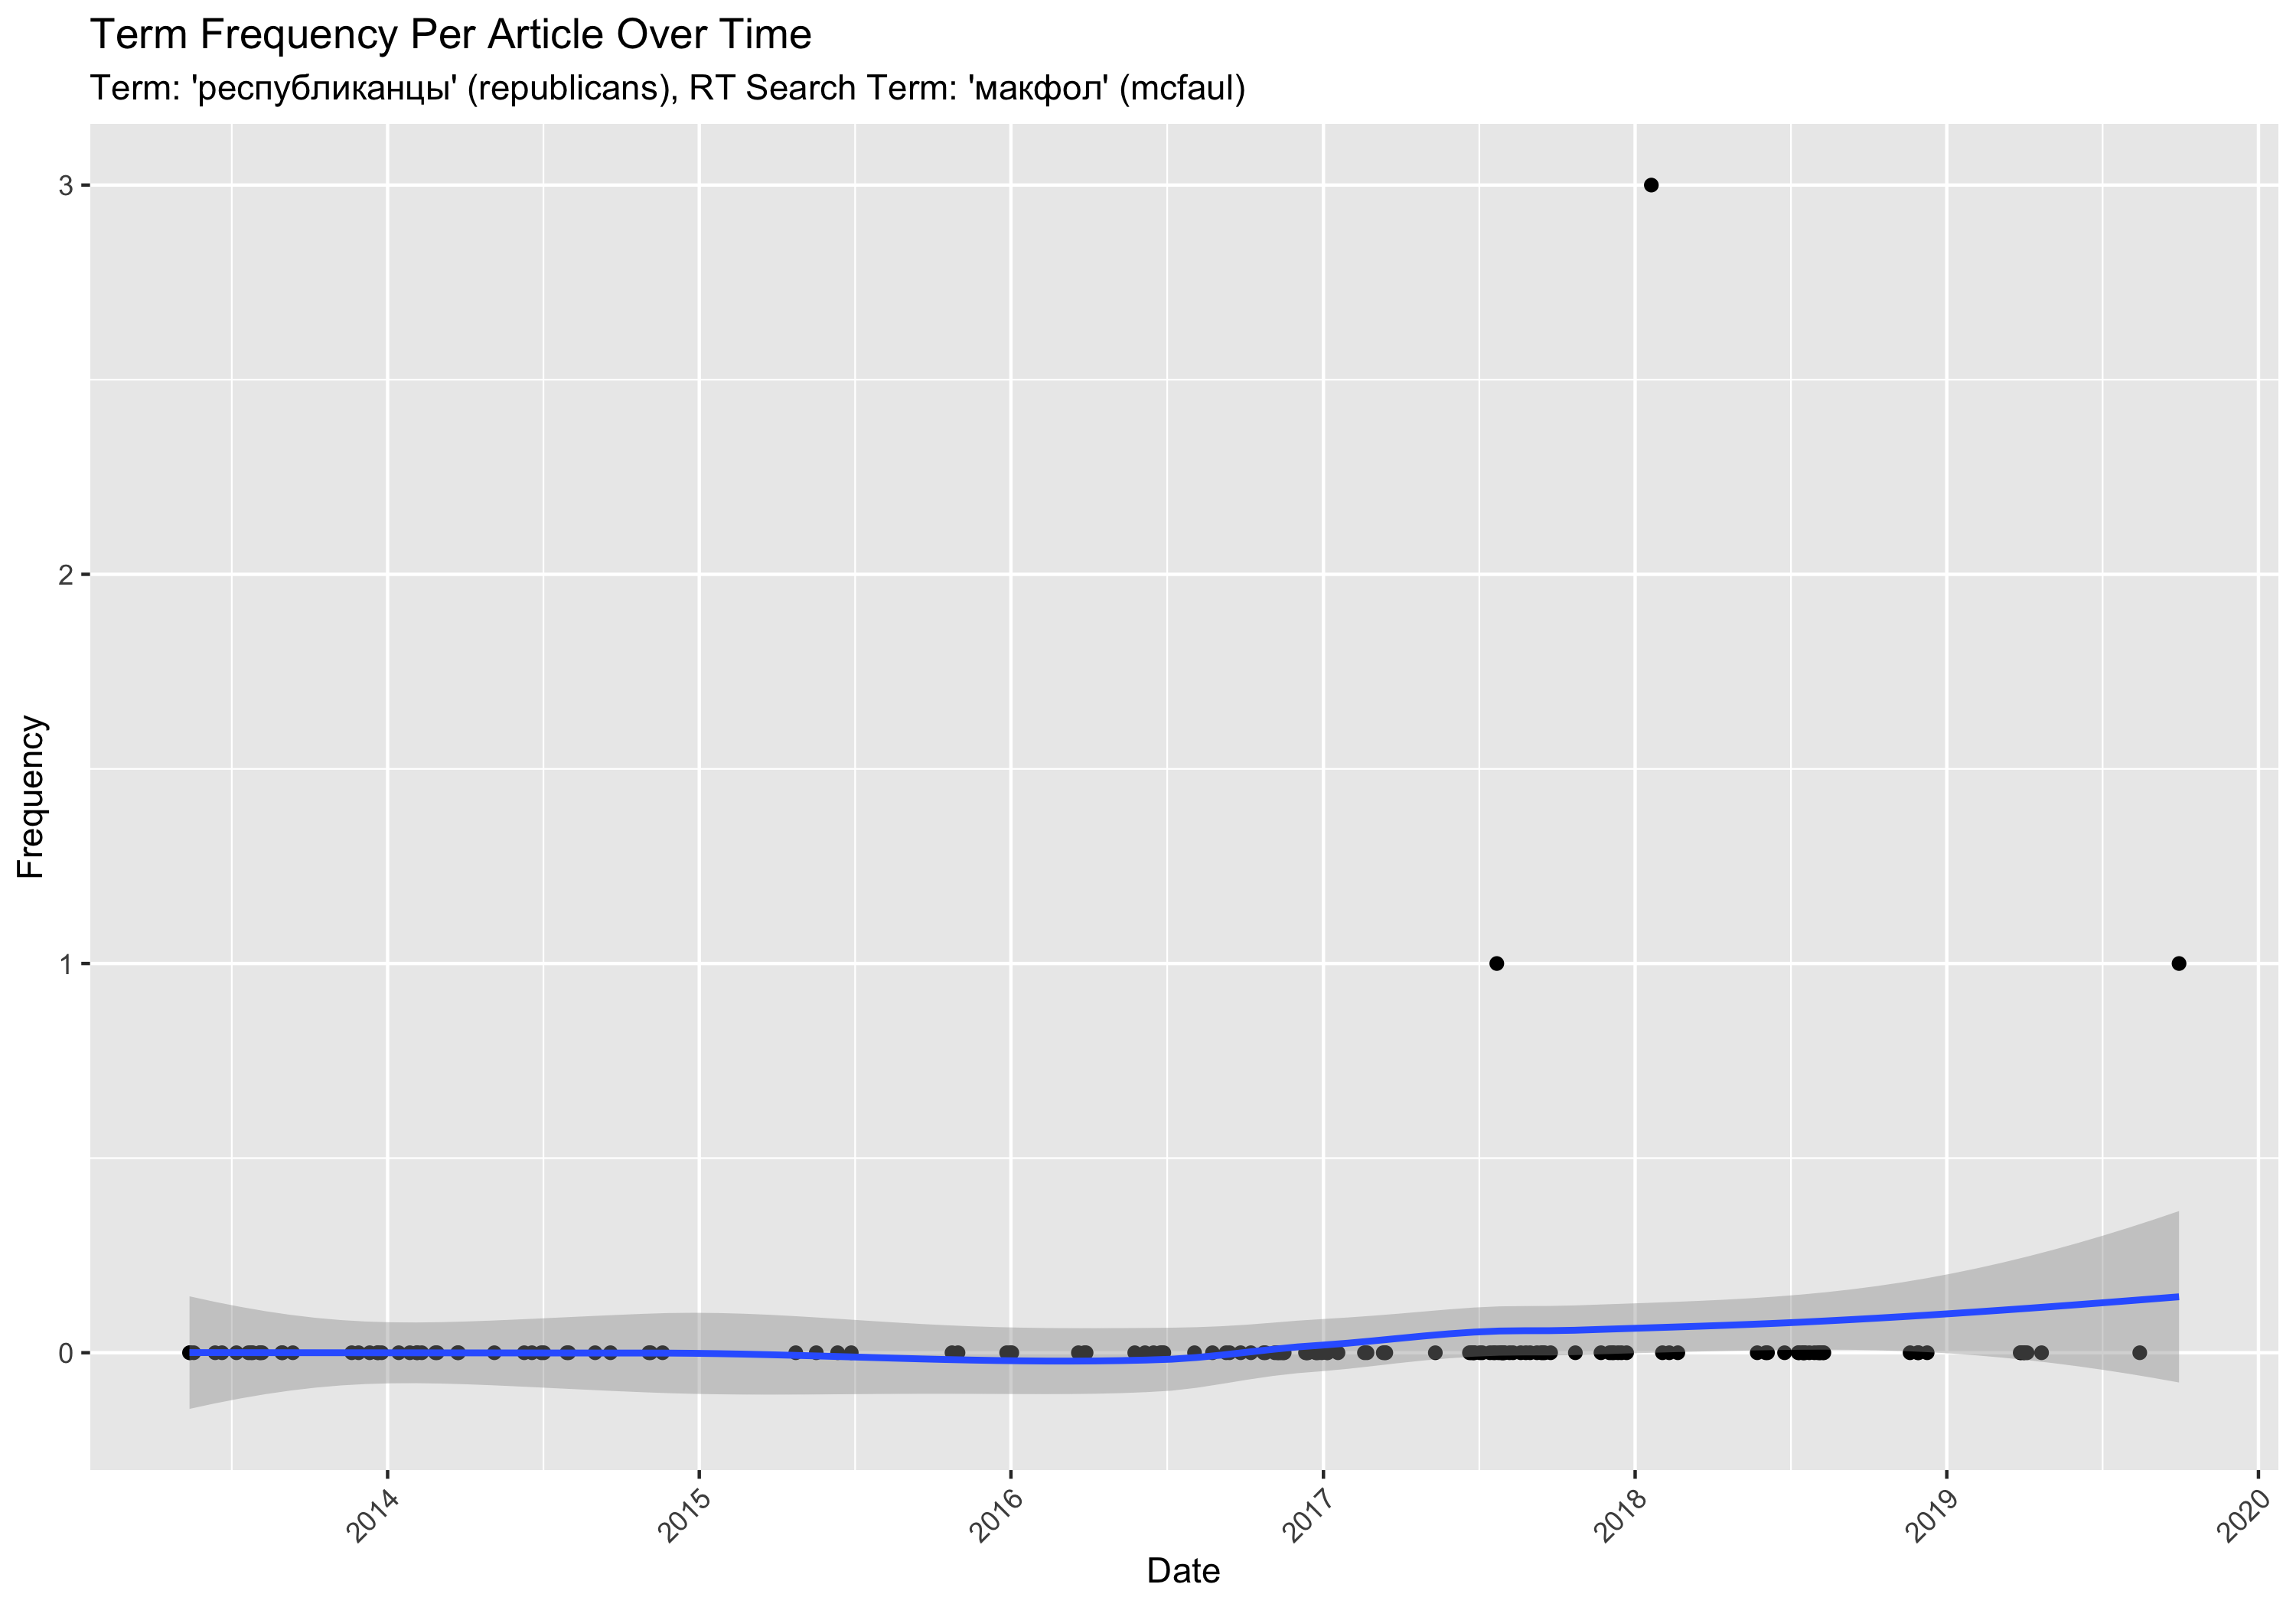 Term Frequency Per Article Over Time
Term: 'республиканцы' (republicans), RT Search Term: 'макфол' (mcfaul)
3
2
1
0
Frequency
2014 2015 2016 2017 2018 2019 2020
Date